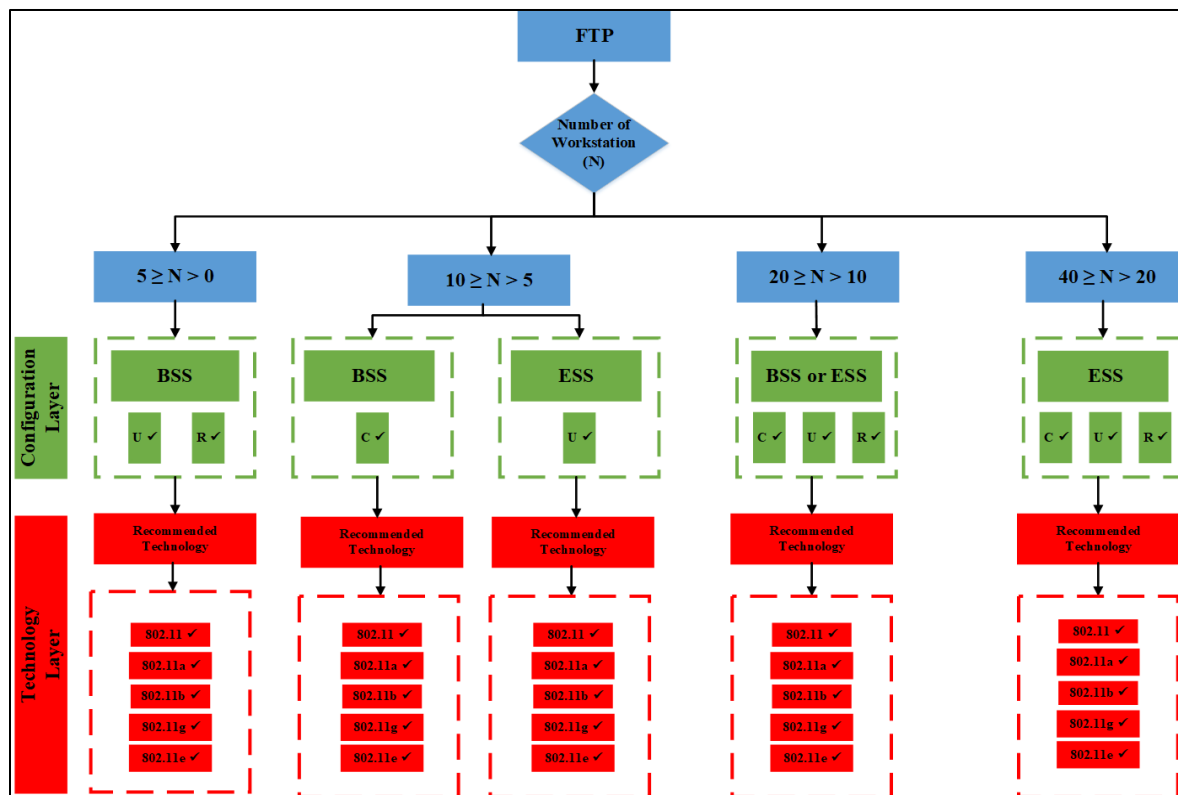 FTP
Number of
Workstation
(N)
5 ≥ N > 0
10 ≥ N > 5
20 ≥ N > 10
40 ≥ N > 20
Configuration
Layer
BSS
U ✓
R ✓
BSS
C ✓
ESS
U ✓
BSS or ESS
C ✓
U ✓
R ✓
ESS
C ✓
U ✓
R ✓
Technology
Layer
Recommended
Technology
802.11 ✓
802.11a ✓
802.11b ✓
802.11g ✓
802.11e ✓
Recommended
Technology
802.11 ✓
802.11a ✓
802.11b ✓
802.11g ✓
802.11e ✓
Recommended
Technology
802.11 ✓
802.11a ✓
802.11b ✓
802.11g ✓
802.11e ✓
Recommended
Technology
802.11 ✓
802.11a ✓
802.11b ✓
802.11g ✓
802.11e ✓
Recommended
Technology
802.11 ✓
802.11a ✓
802.11b ✓
802.11g ✓
802.11e ✓